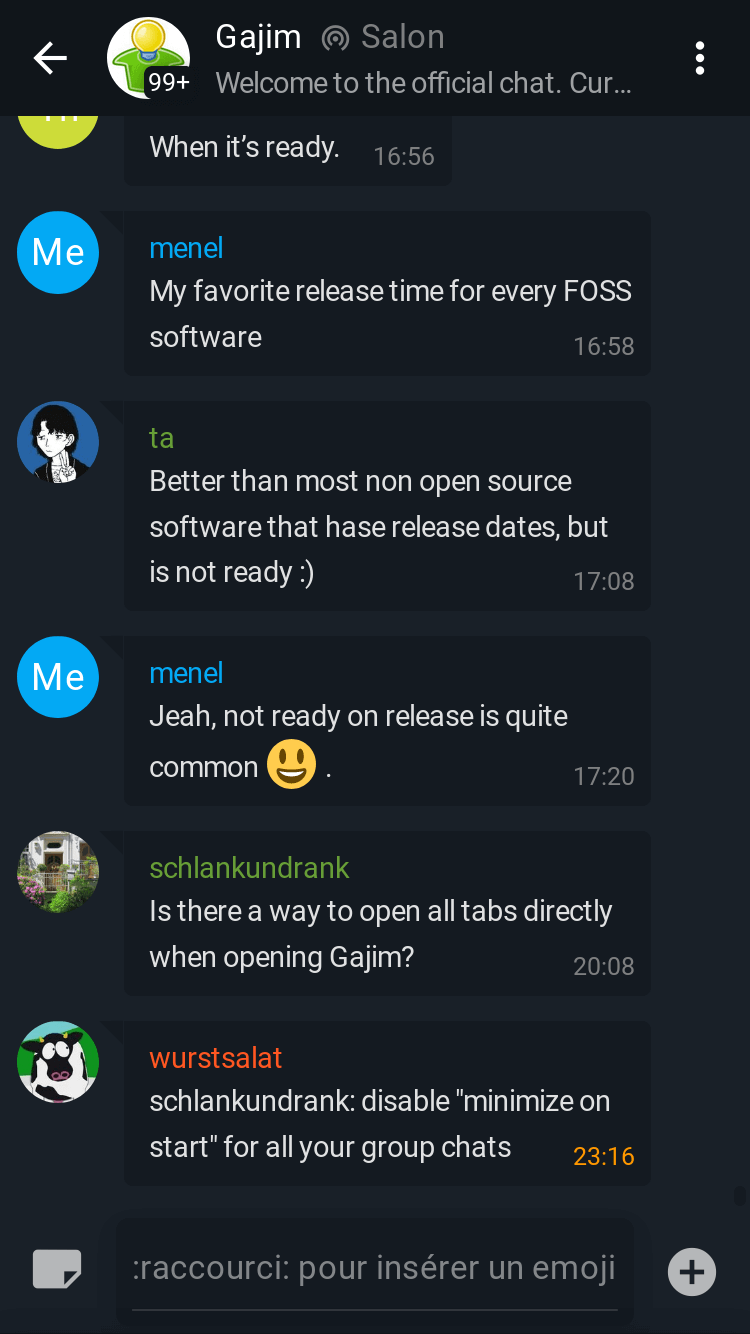 Gajim Salon
99+
Welcome to the official chat. Cur...
When it’s ready. 16:56
Me
menel
My favorite release time for every FOSS
software 16:58
ta
Better than most non open source
software that hase release dates, but
is not ready :) 17:08
Me
menel
Jeah, not ready on release is quite
common 😃 . 17:20
schlankundrank
Is there a way to open all tabs directly
when opening Gajim? 20:08
wurstsalat
schlankundrank: disable "minimize on
start" for all your group chats 23:16
:raccourci: pour insérer un emoji